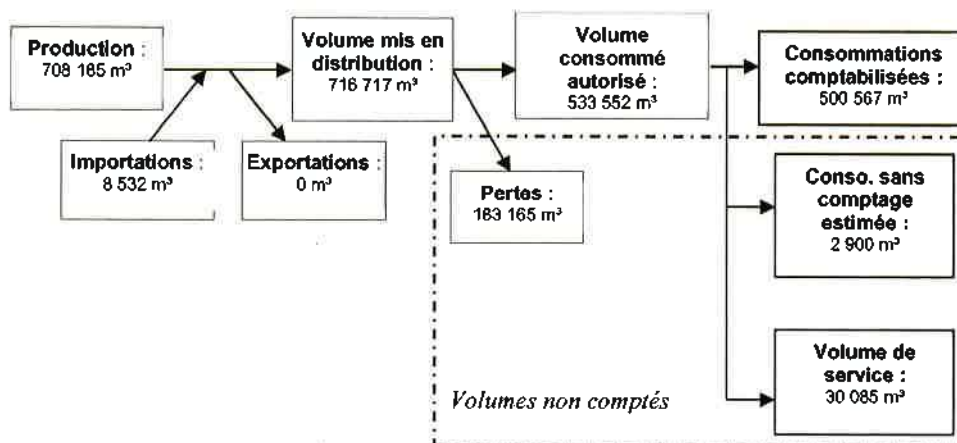 Production :
708 185 m³
Volume mis en
distribution :
716 717 m³
Volume
consommé
autorisé :
533 552 m³
Consommations
comptabilisées :
500 567 m³
Importations :
8 532 m³
Exportations :
0 m³
Pertes :
183 165 m³
Conso. sans
comptage
estimée :
2 900 m³
Volume de
service :
30 085 m³
Volumes non comptés